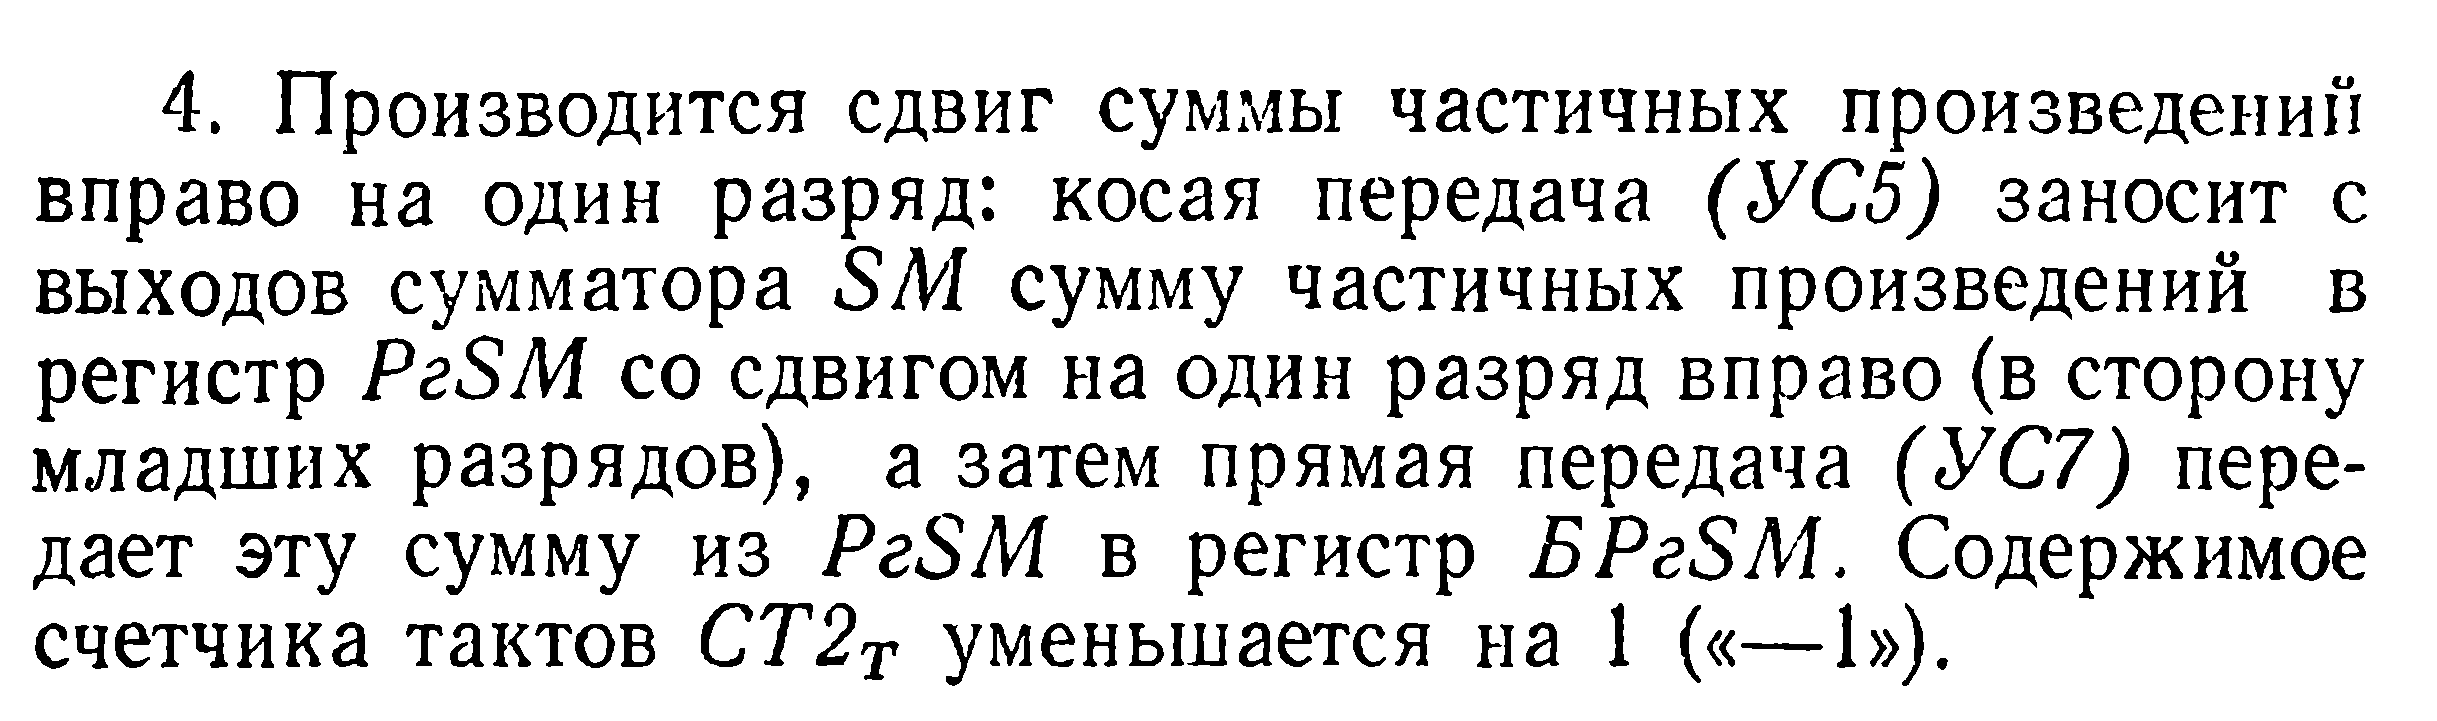 4. Производится сдвиг суммы частичных произведений
вправо на один разряд: косая передача (УС5) заносит с
выходов сумматора SM сумму частичных произведений в
регистр РгSM со сдвигом на один разряд вправо (в сторону
младших разрядов), а затем прямая передача (УС7) пере-
дает эту сумму из РгSM в регистр БРгSM. Содержимое
счетчика тактов СТ2т уменьшается на 1 («—1»).